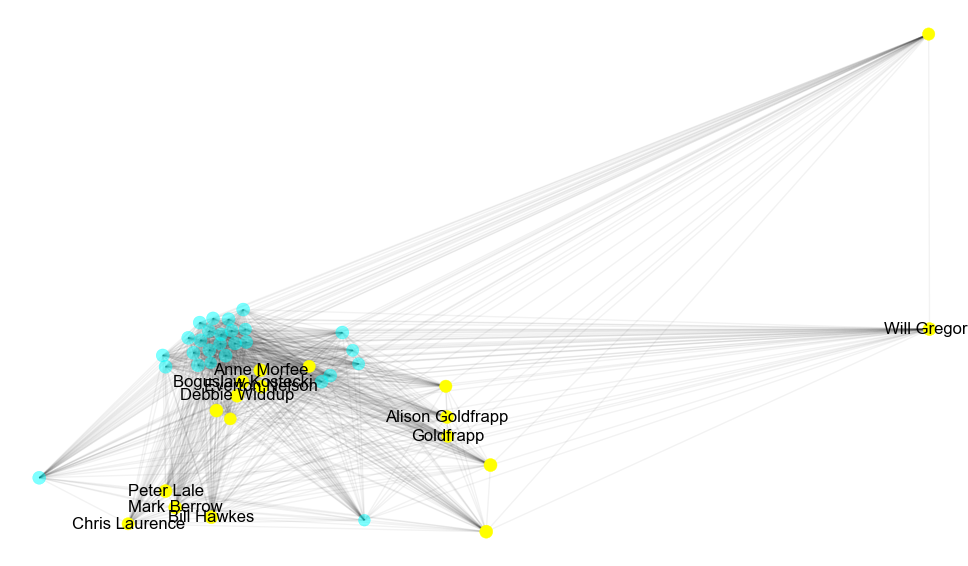 Will Gregor
Anne Morfee
Boguslaw Kostecki
Everton Nelson
Debbie Widdup
Alison Goldfrapp
Goldfrapp
Peter Lale
Mark Berrow
Bill Hawkes
Chris Laurence